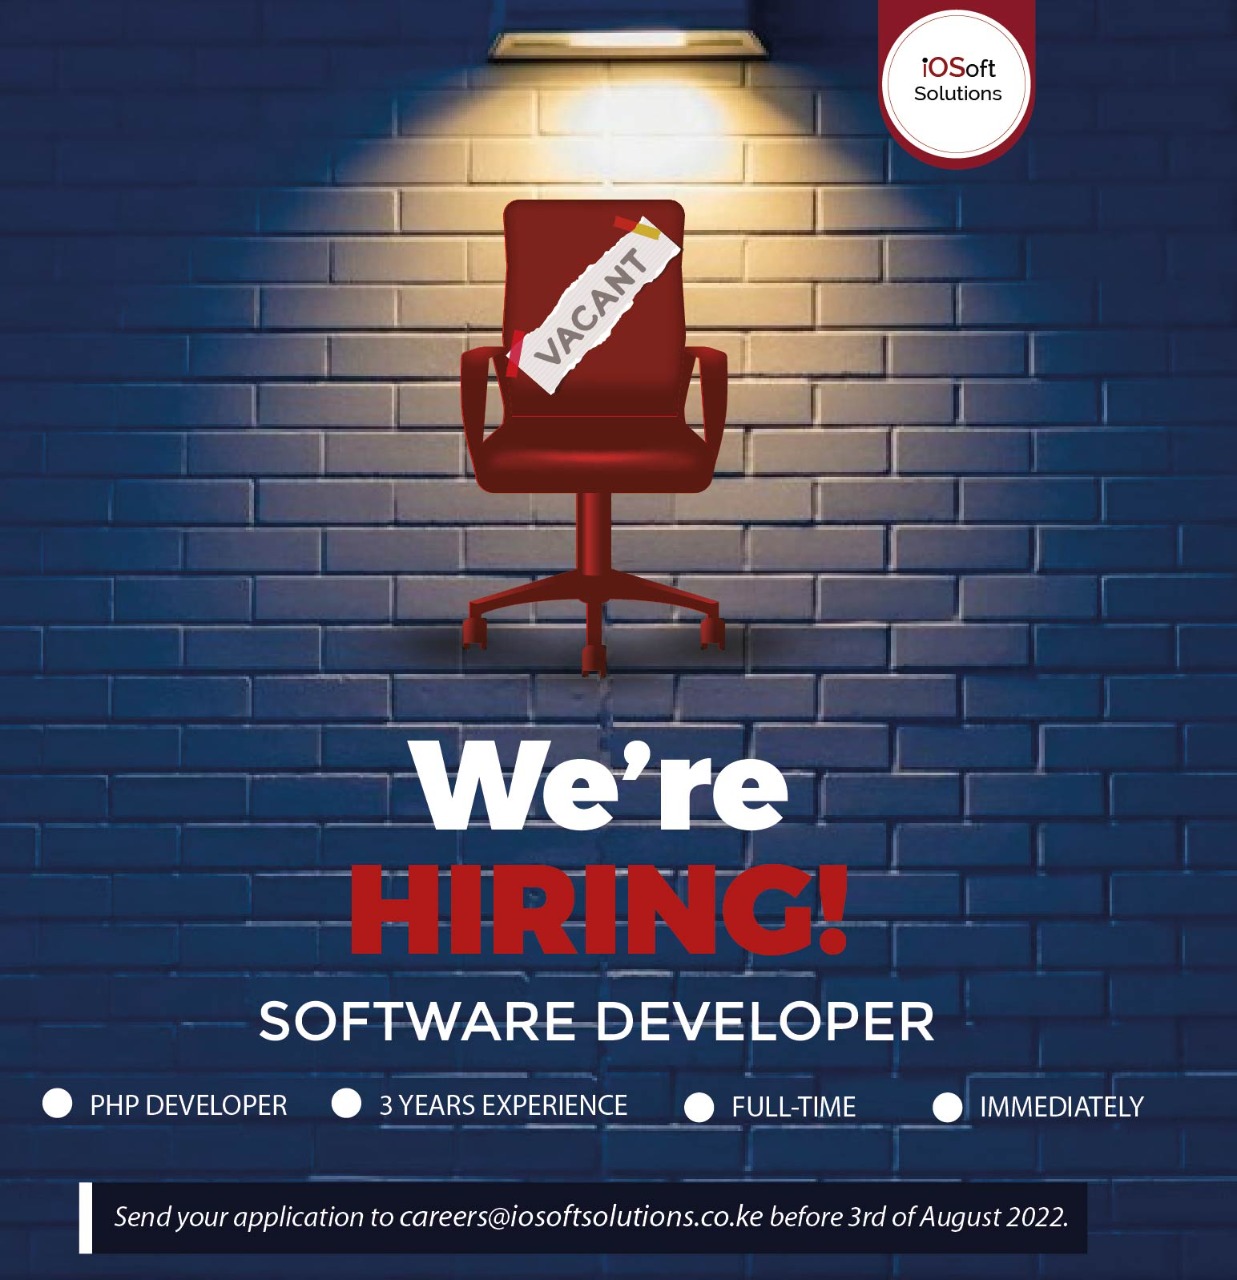 iOSoft
Solutions
VACANT
We're
HIRING!
SOFTWARE DEVELOPER
PHP DEVELOPER
3 YEARS EXPERIENCE
FULL-TIME
IMMEDIATELY
Send your application to careers@iosoftsolutions.co.ke before 3rd of August 2022.